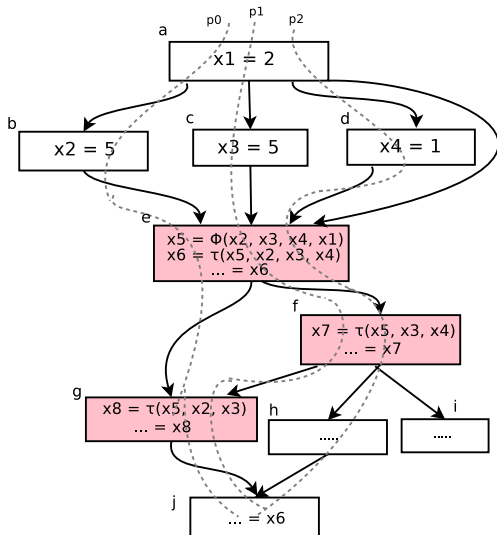 p0 p1 p2
a
x1 = 2
b c d
x2 = 5 x3 = 5 x4 = 1
e
x5 = Φ(x2, x3, x4, x1)
x6 = τ(x5, x2, x3, x4)
... = x6
f
x7 = τ(x5, x3, x4)
... = x7
g h i
x8 = τ(x5, x2, x3)
... = x8
..... .....
j
... = x6